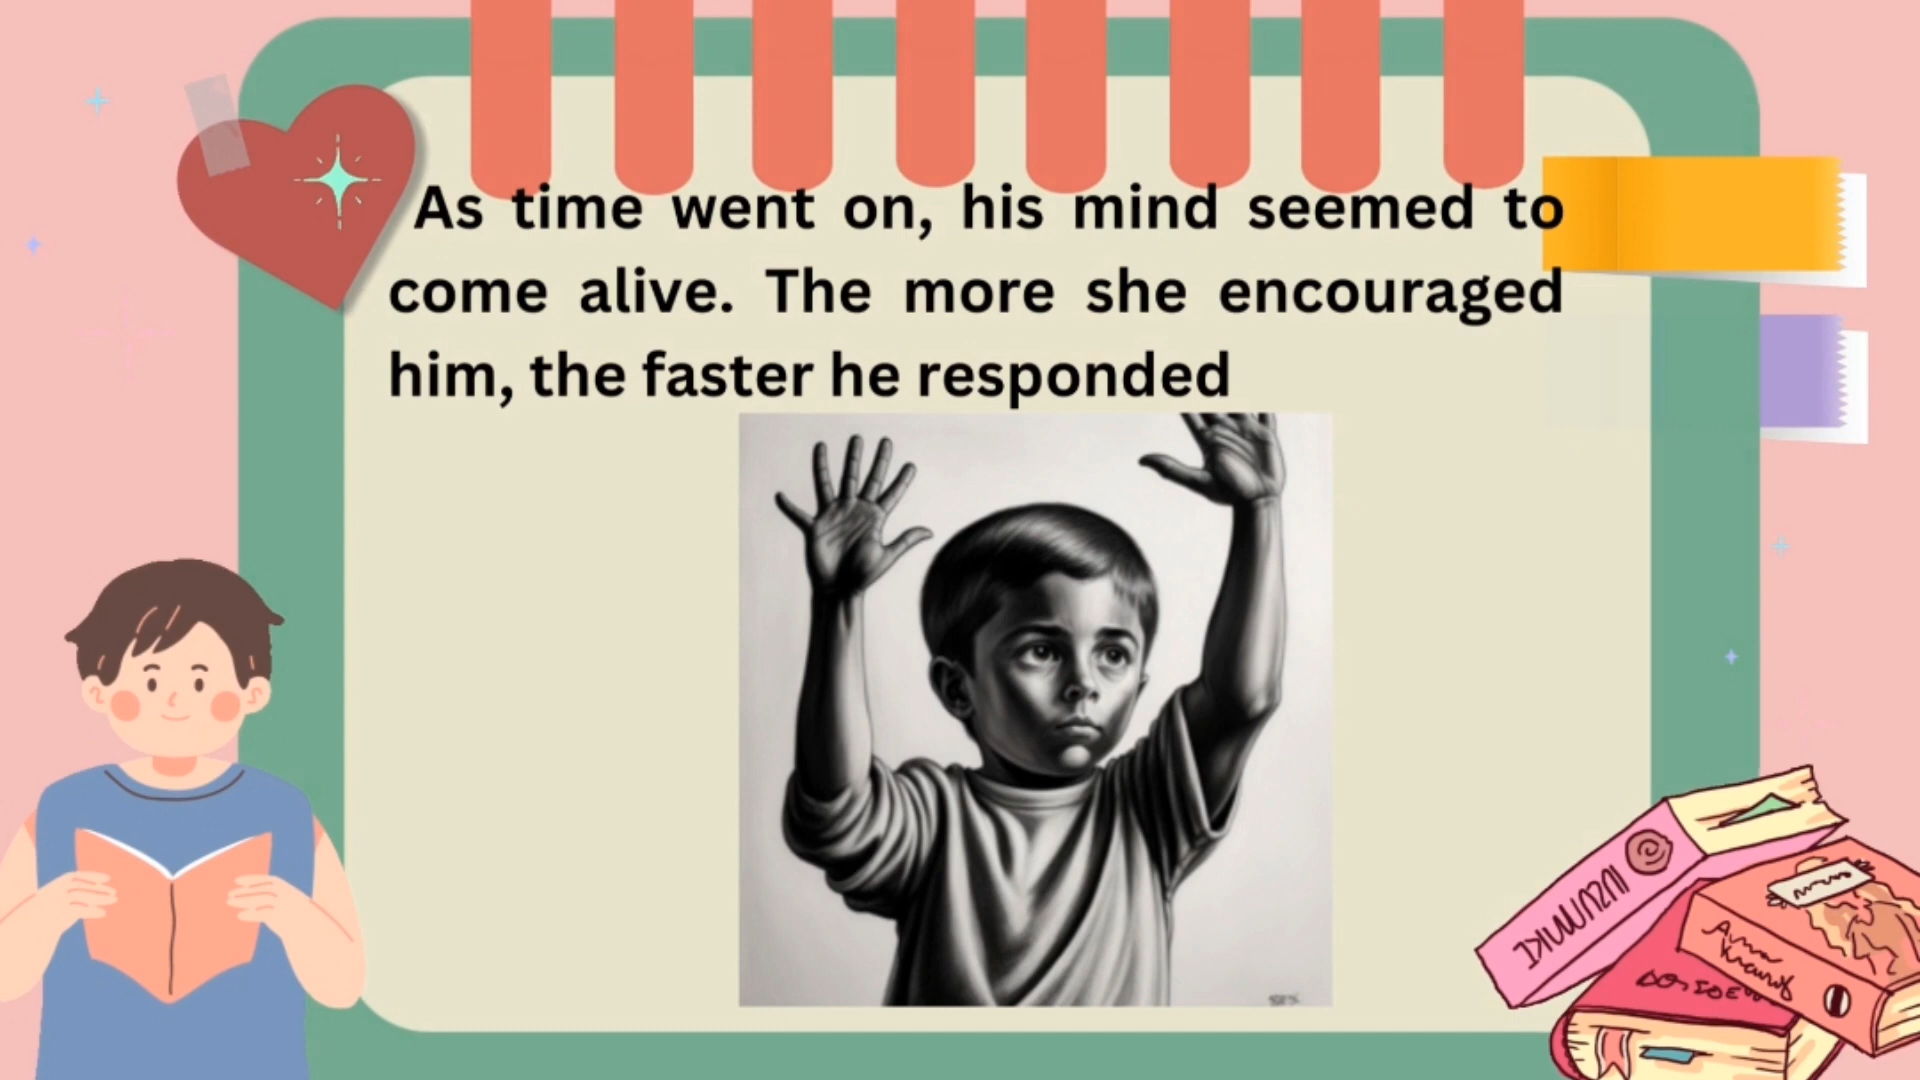 As time went on, his mind seemed to
come alive. The more she encouraged
him, the faster he responded